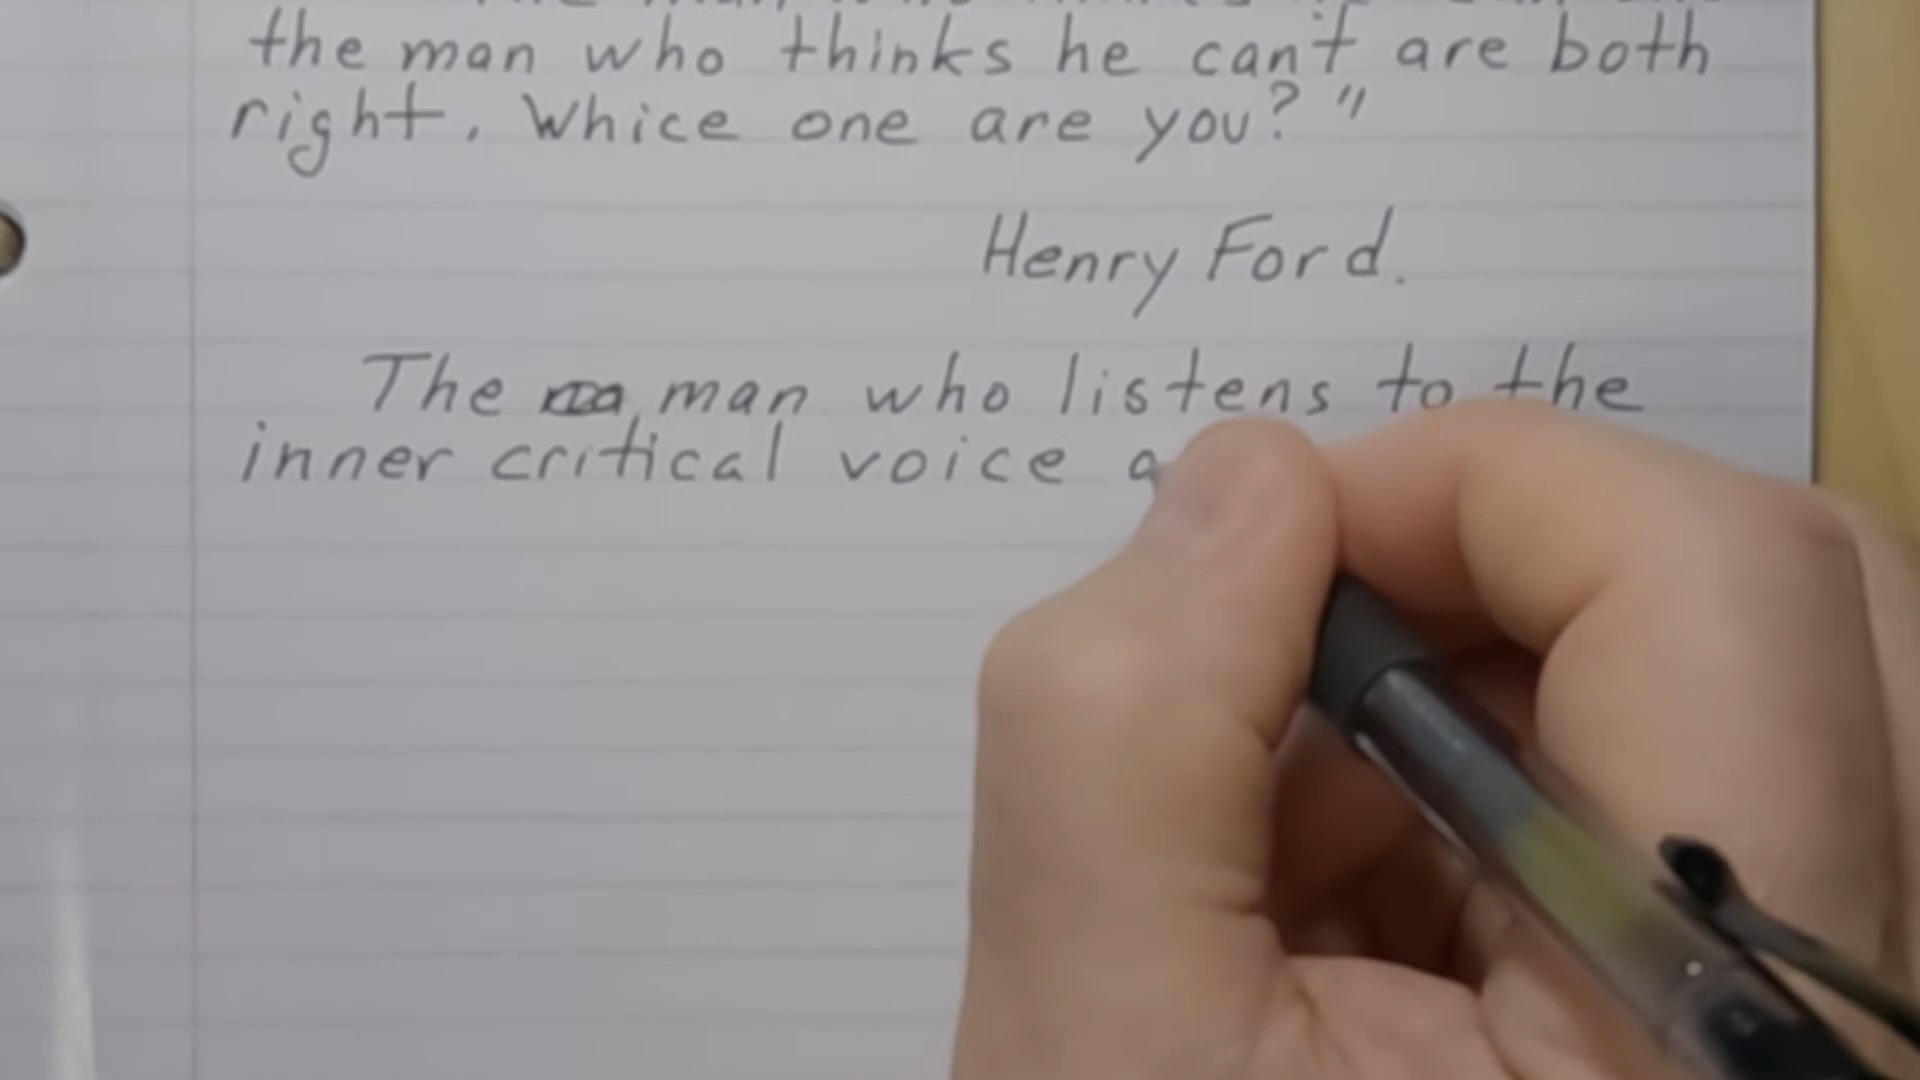 the man who thinks he can't are both
right. Whice one are you?"
Henry Ford.
The man who listens to the
inner critical voice a